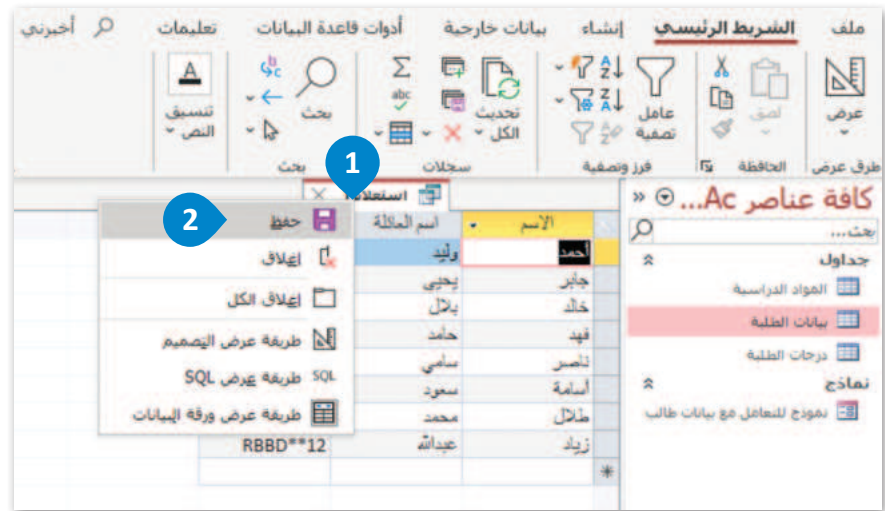 ملف الشريط الرئيسي إنشاء بيانات خارجية أدوات قاعدة البيانات تعليمات أخبرني
عرض
لصق
عامل تصفية
تحديث الكل
بحث
تنسيق النص
طرق عرض
الحافظة
فرز وتصفية
سجلات
بحث
1
2
كافة عناصر Ac...
بحث...
جداول
المواد الدراسية
بيانات الطلبة
درجات الطلبة
نماذج
نموذج للتعامل مع بيانات طالب
الاسم اسم العائلة
أحمد وليد
جابر يحيى
خالد بلال
فهد حامد
ناصر سامي
أسامة سعود
طلال محمد
زياد عبدالله RBBD**12
حفظ
إغلاق
إغلاق الكل
طريقة عرض التصميم
SQL طريقة عرض SQL
طريقة عرض ورقة البيانات